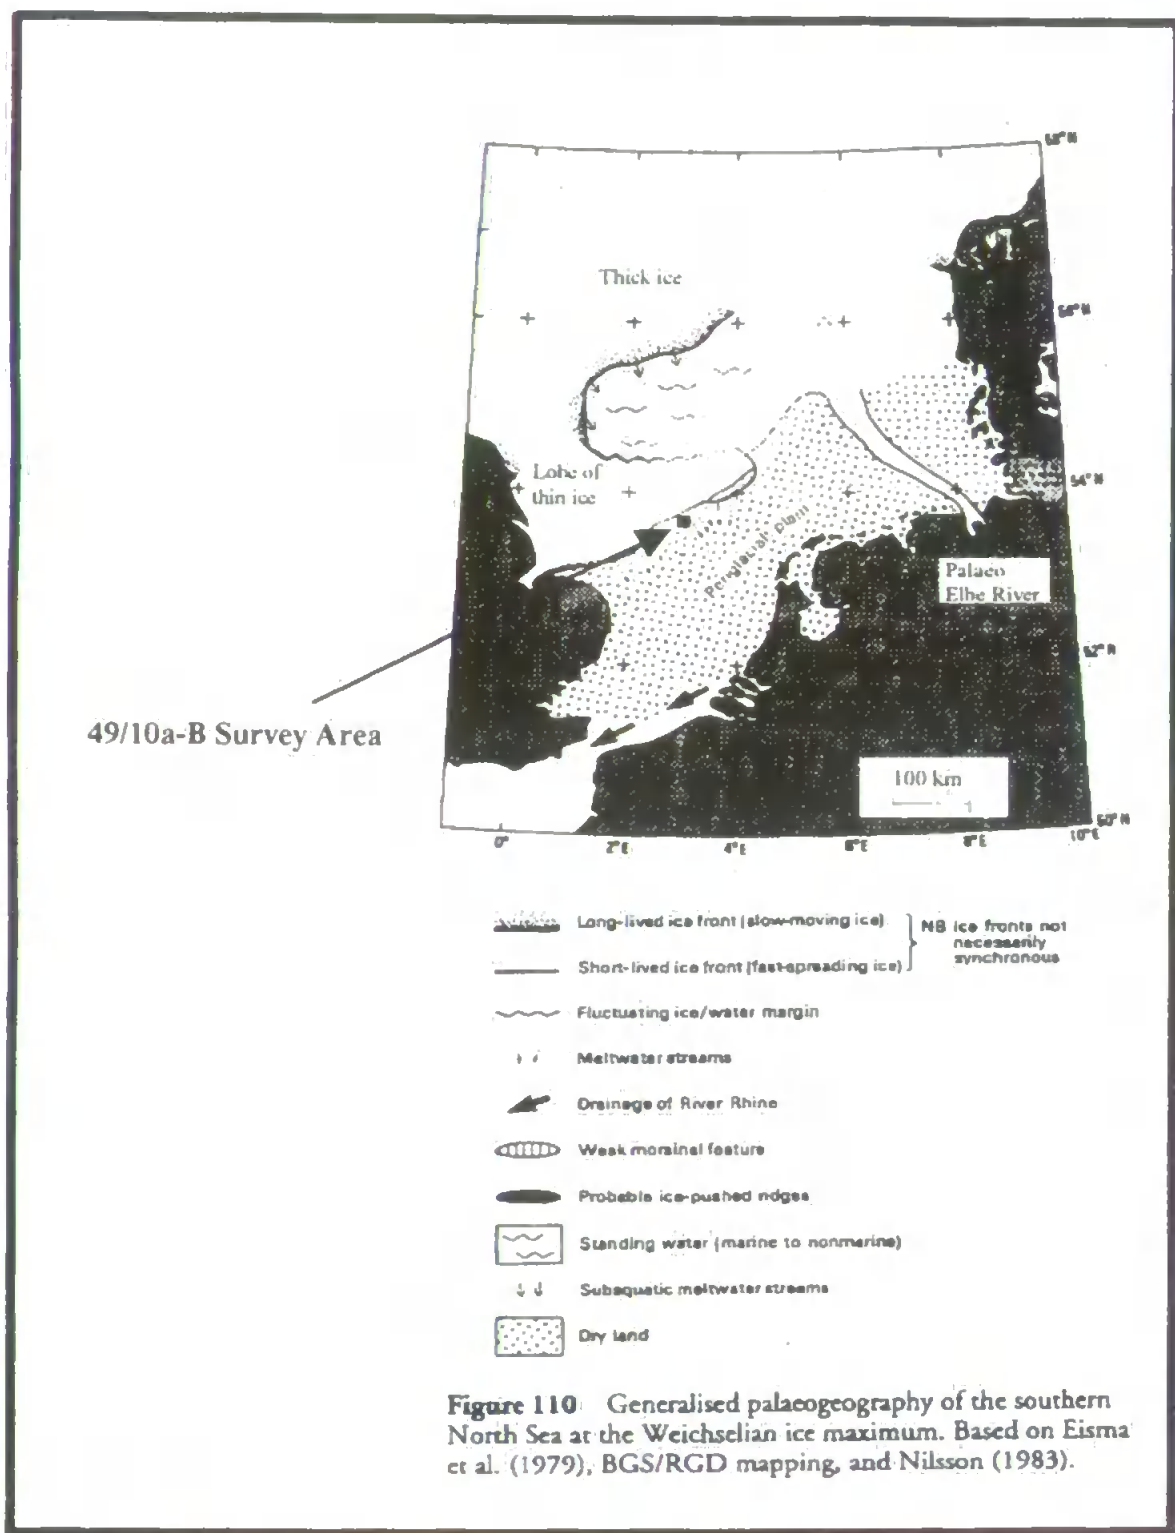 58° N
Thick ice
56° N
Lobe of
thin ice
54° N
Periglacial plain
Palaeo
Elbe River
52° N
49/10a-B Survey Area
100 km
50° N
0° 2°E 4°E 6°E 8°E 10°E
Long-lived ice front (slow-moving ice)
NB ice fronts not
necessarily
synchronous
Short-lived ice front (fast-spreading ice)
Fluctuating ice/water margin
Meltwater streams
Drainage of River Rhine
Weak morainal feature
Probable ice-pushed ridges
Standing water (marine to nonmarine)
Subaquatic meltwater streams
Dry land
Figure 110 Generalised palaeogeography of the southern
North Sea at the Weichselian ice maximum. Based on Eisma
et al. (1979), BGS/RGD mapping, and Nilsson (1983).